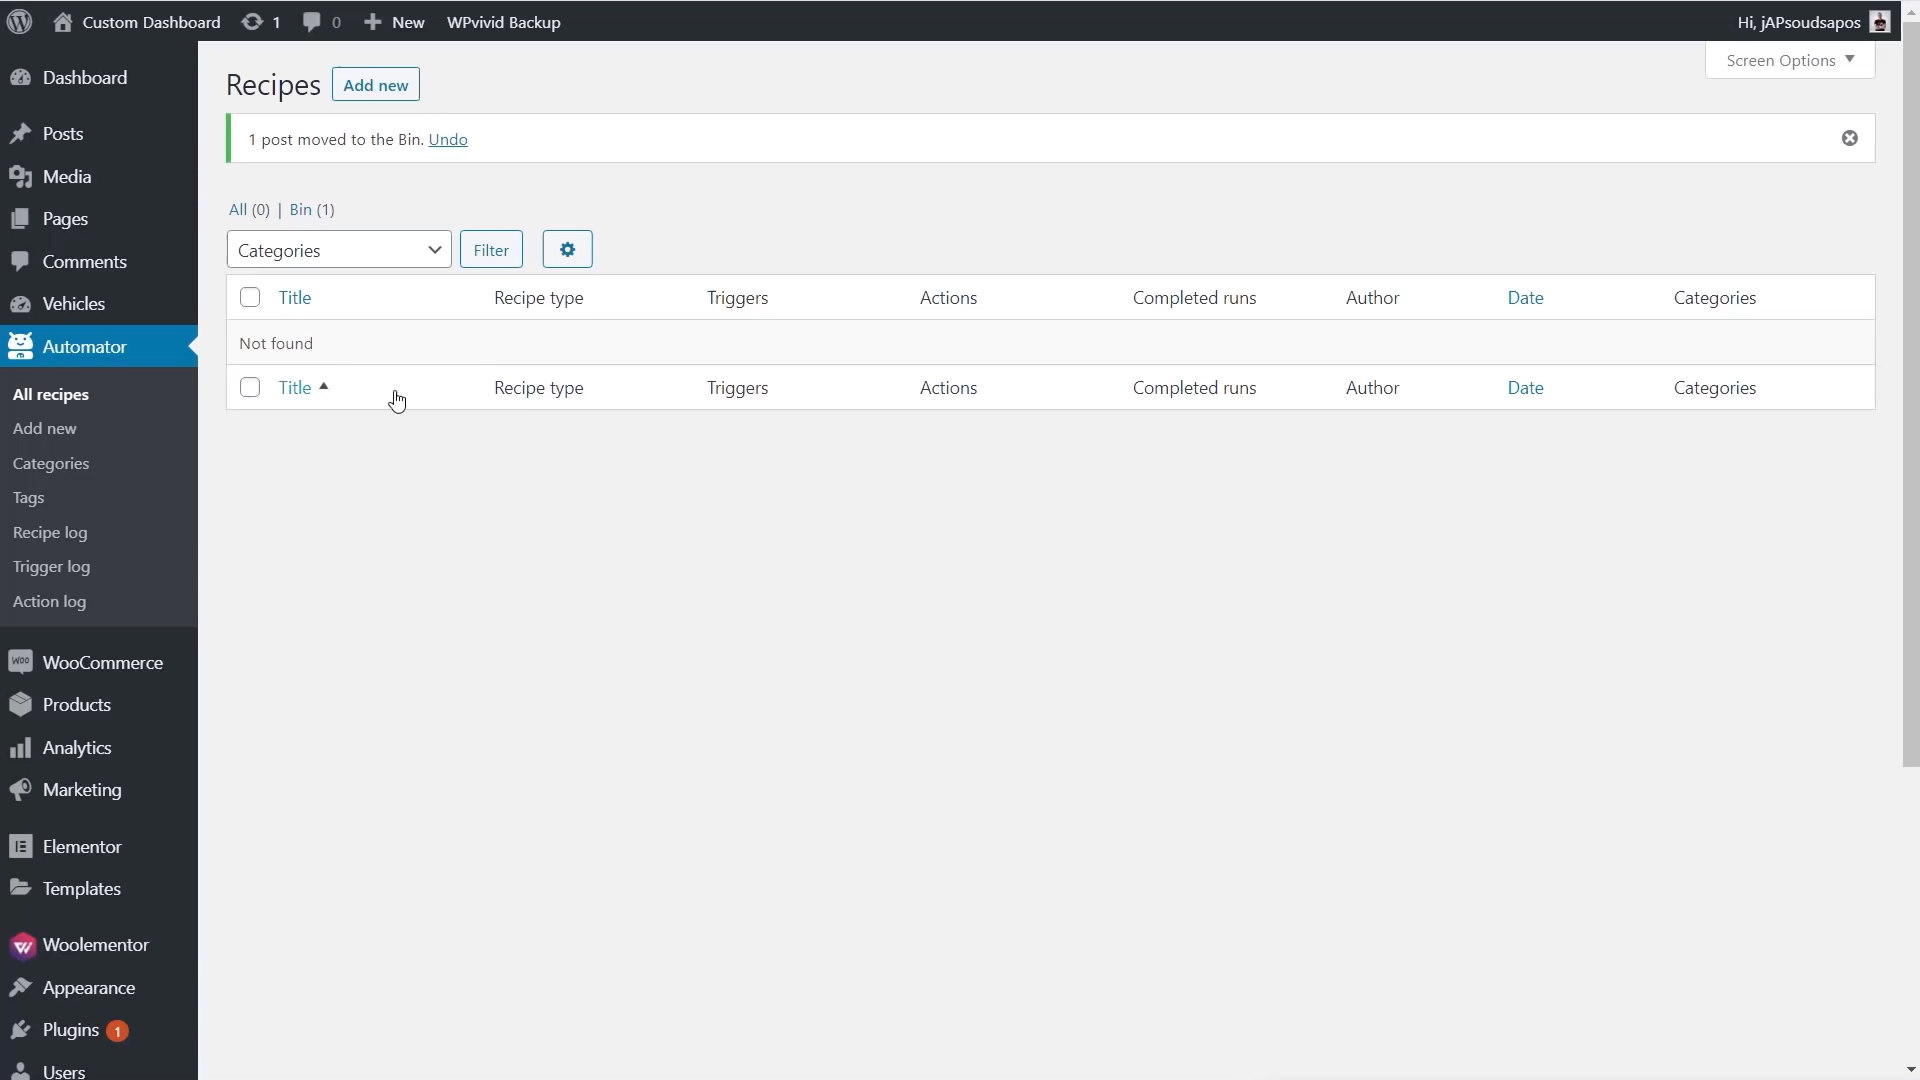 Custom Dashboard 1 0 New WPvivid Backup Hi, jAPsoudsapos
Screen Options
Dashboard
Posts
Media
Pages
Comments
Vehicles
Automator
All recipes
Add new
Categories
Tags
Recipe log
Trigger log
Action log
WOO WooCommerce
Products
Analytics
Marketing
Elementor
Templates
Woolementor
Appearance
Plugins 1
Users
Recipes Add new
1 post moved to the Bin. Undo
All (0) | Bin (1)
Categories Filter
Title Recipe type Triggers Actions Completed runs Author Date Categories
Not found
Title Recipe type Triggers Actions Completed runs Author Date Categories